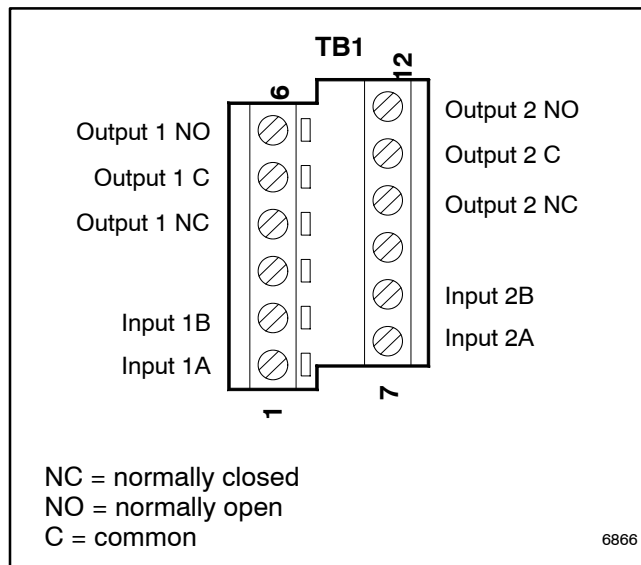 TB1
6
12
Output 1 NO
Output 1 C
Output 1 NC
Input 1B
Input 1A
Output 2 NO
Output 2 C
Output 2 NC
Input 2B
Input 2A
1
7
NC = normally closed
NO = normally open
C = common
6866